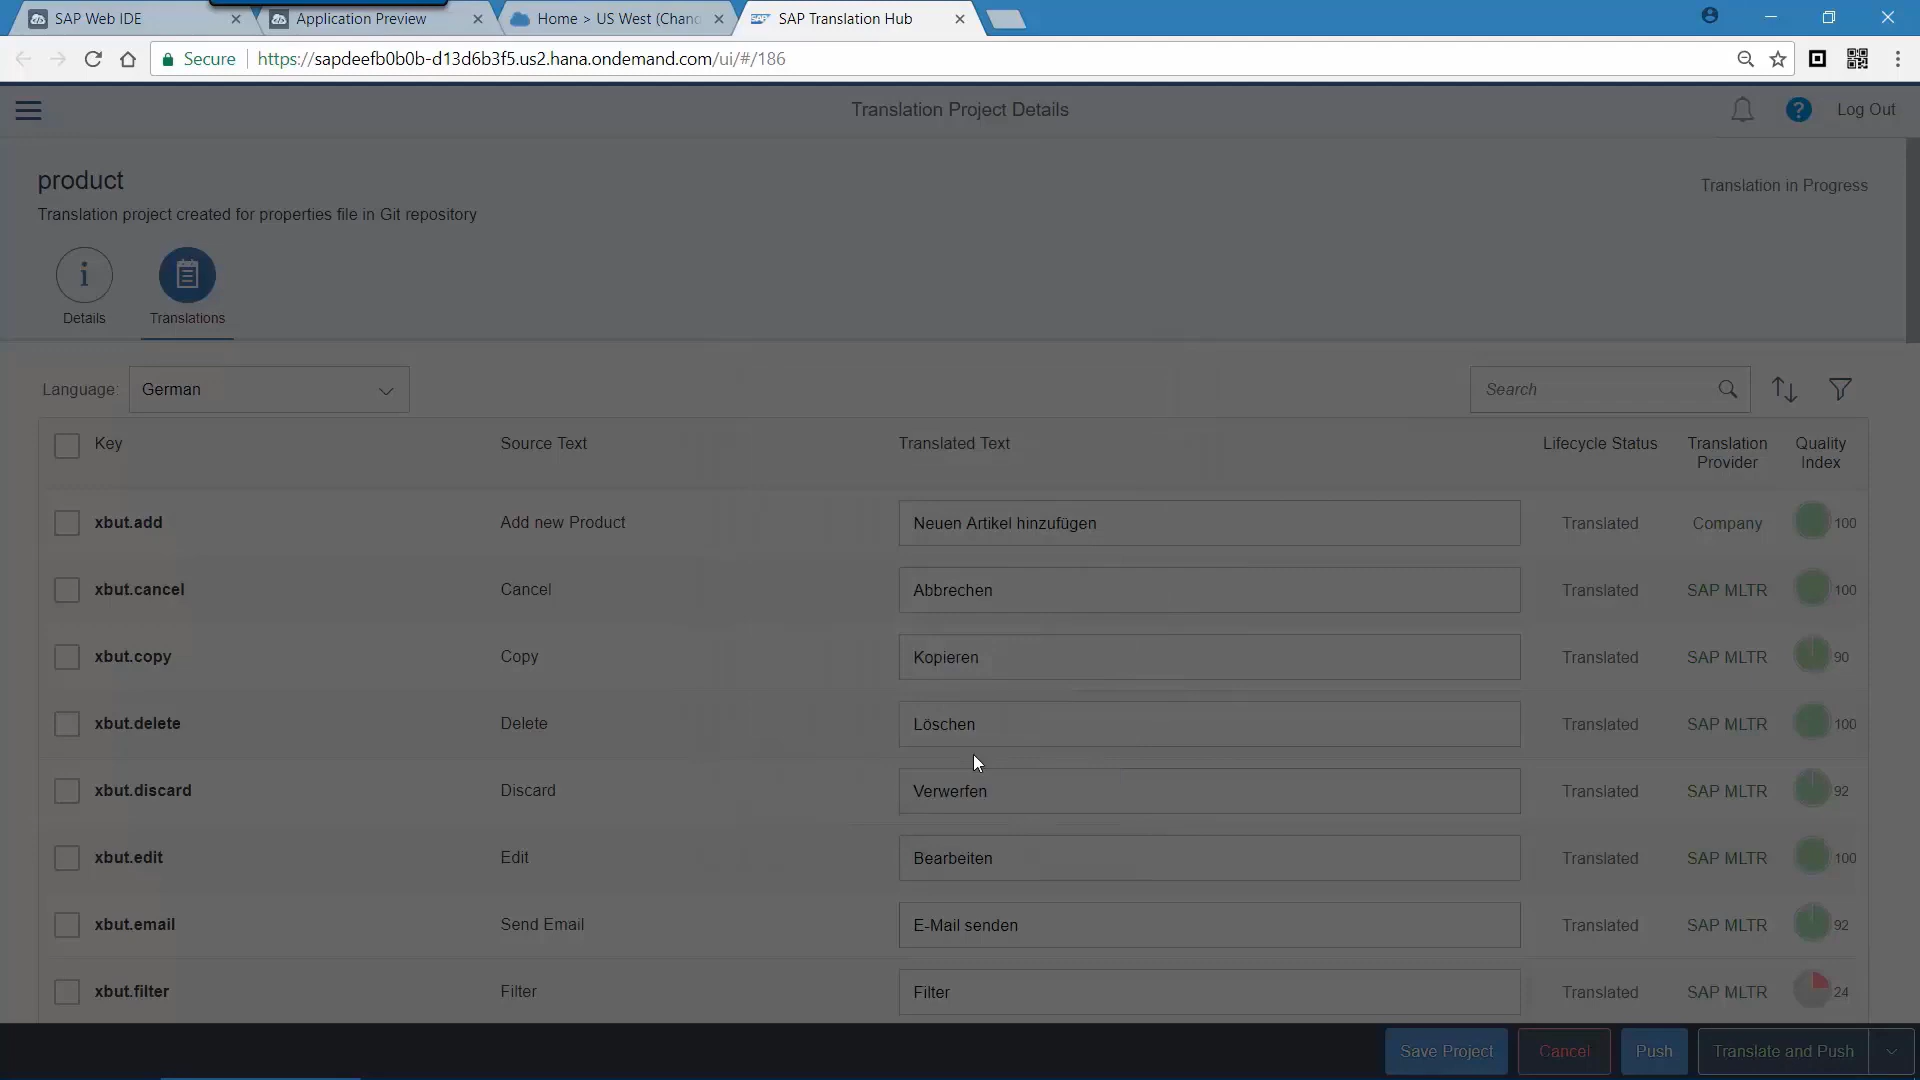 SAP Web IDE
Application Preview
Home > US West (Chand
SAP Translation Hub
Secure
https://sapdeefb0b0b-d13d6b3f5.us2.hana.ondemand.com/ui/#/186
Translation Project Details
? Log Out
product
Translation in Progress
Translation project created for properties file in Git repository
Details
Translations
Language: German
Search
Key Source Text Translated Text Lifecycle Status Translation Provider Quality Index
xbut.add Add new Product Neuen Artikel hinzufügen Translated Company 100
xbut.cancel Cancel Abbrechen Translated SAP MLTR 100
xbut.copy Copy Kopieren Translated SAP MLTR 90
xbut.delete Delete Löschen Translated SAP MLTR 100
xbut.discard Discard Verwerfen Translated SAP MLTR 92
xbut.edit Edit Bearbeiten Translated SAP MLTR 100
xbut.email Send Email E-Mail senden Translated SAP MLTR 92
xbut.filter Filter Filter Translated SAP MLTR 24
Save Project Cancel Push Translate and Push